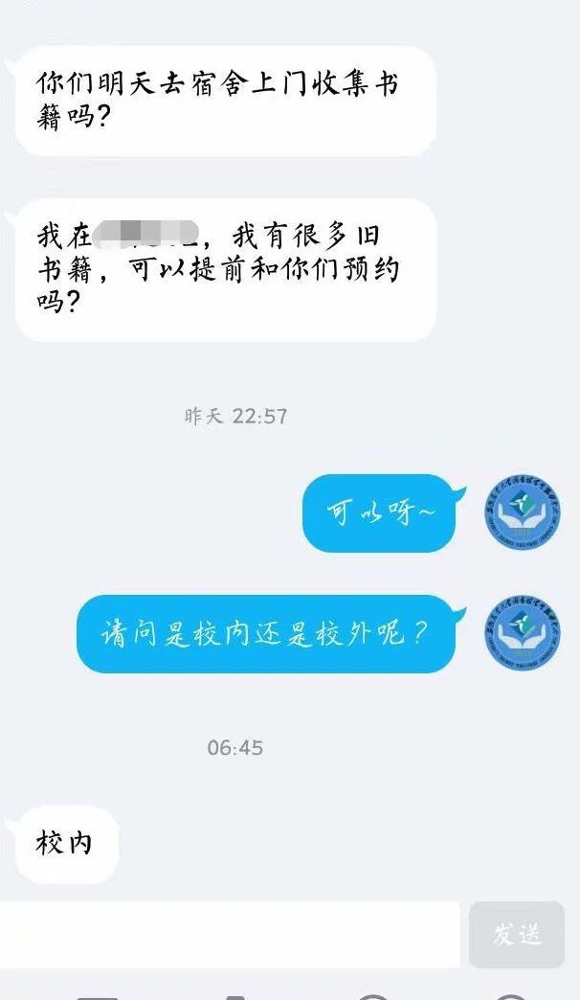 你们明天去宿舍上门收集书
籍吗?
我在
，我有很多旧
书籍，可以提前和你们预约
吗?
昨天 22:57
可以呀~
请问是校内还是校外呢？
06:45
校内
发送